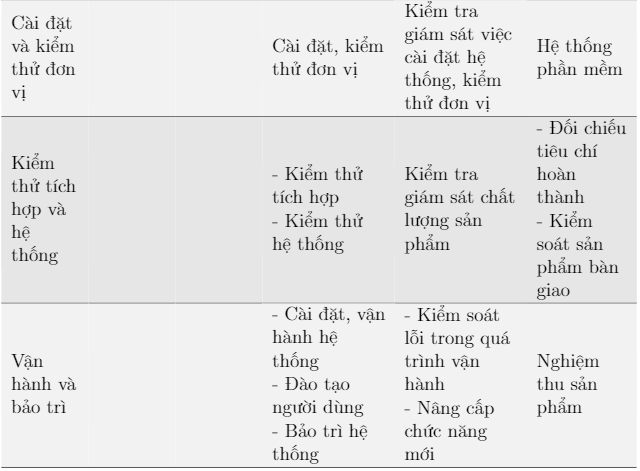 Cài đặt
và kiểm
thử đơn
vị
Cài đặt, kiểm
thử đơn vị
Kiểm tra
giám sát việc
cài đặt hệ
thống, kiểm
thử đơn vị
Hệ thống
phần mềm
Kiểm
thử tích
hợp và
hệ
thống
- Kiểm thử
tích hợp
- Kiểm thử
hệ thống
Kiểm tra
giám sát chất
lượng sản
phẩm
- Đối chiếu
tiêu chí
hoàn
thành
- Kiểm
soát sản
phẩm bàn
giao
Vận
hành và
bảo trì
- Cài đặt, vận
hành hệ
thống
- Đào tạo
người dùng
- Bảo trì hệ
thống
- Kiểm soát
lỗi trong quá
trình vận
hành
- Nâng cấp
chức năng
mới
Nghiệm
thu sản
phẩm